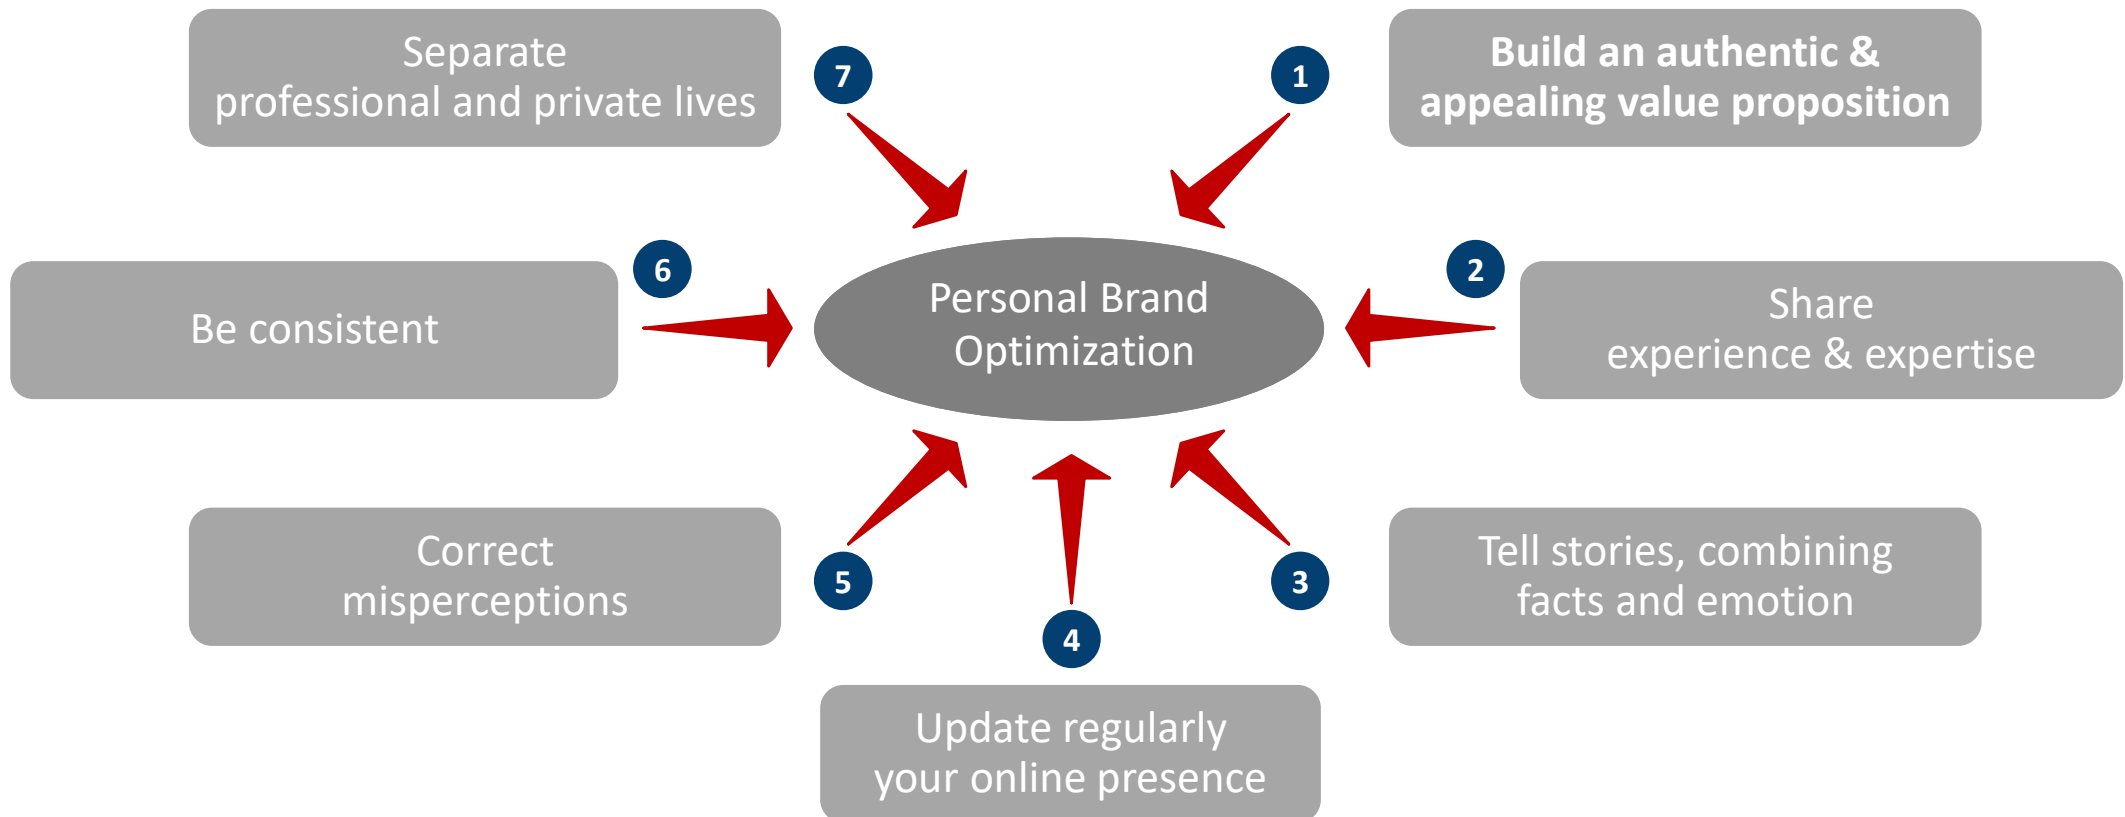 Separate
professional and private lives
7
1
Build an authentic &
appealing value proposition
Be consistent
6
Personal Brand
Optimization
2
Share
experience & expertise
Correct
misperceptions
5
3
Tell stories, combining
facts and emotion
4
Update regularly
your online presence